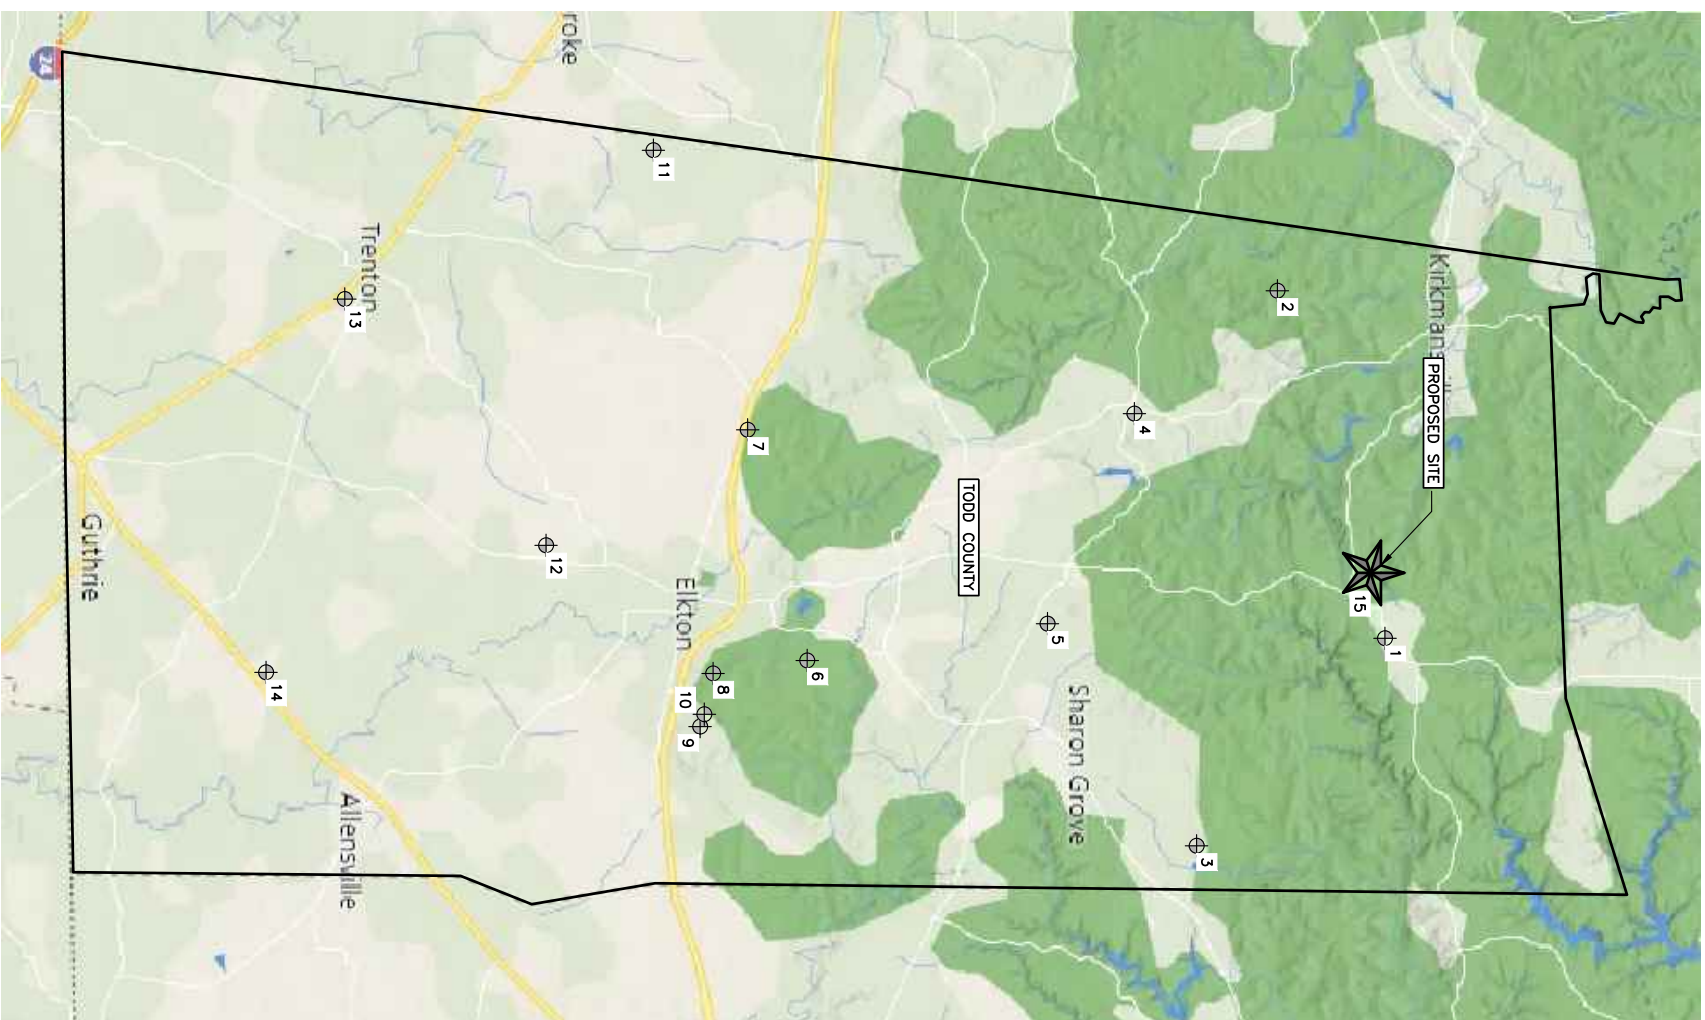 roke
24
11
Trenton
13
2
Kirkmans
PROPOSED SITE
4
7
TODD COUNTY
12
Guthrie
Elkton
15
1
5
6
8
10
9
14
Sharon Grove
3
Allensville